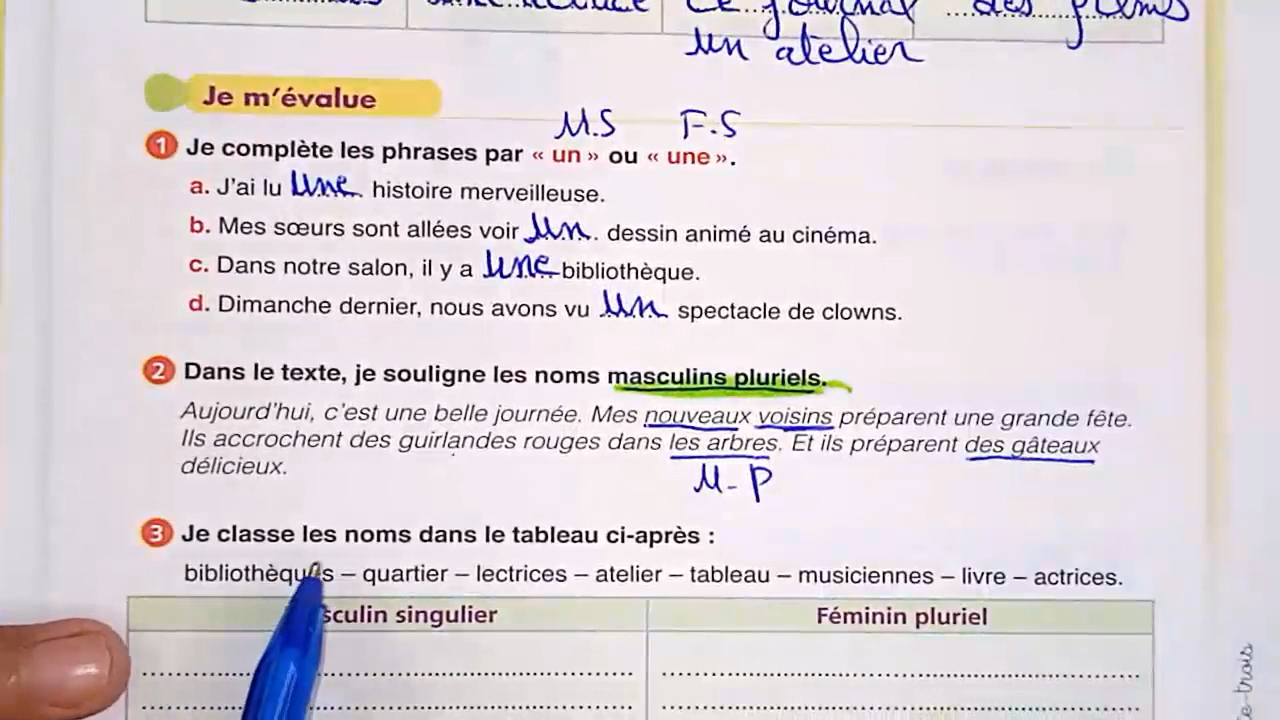 ce journal des films
un atelier
Je m'évalue
M.S F.S
1 Je complète les phrases par « un » ou « une ».
a. J'ai lu une histoire merveilleuse.
b. Mes sœurs sont allées voir un dessin animé au cinéma.
c. Dans notre salon, il y a une bibliothèque.
d. Dimanche dernier, nous avons vu un spectacle de clowns.
2 Dans le texte, je souligne les noms masculins pluriels.
Aujourd'hui, c'est une belle journée. Mes nouveaux voisins préparent une grande fête.
Ils accrochent des guirlandes rouges dans les arbres. Et ils préparent des gâteaux
délicieux.
M-P
3 Je classe les noms dans le tableau ci-après :
bibliothèques – quartier – lectrices – atelier – tableau – musiciennes – livre – actrices.
sculin singulier Féminin pluriel